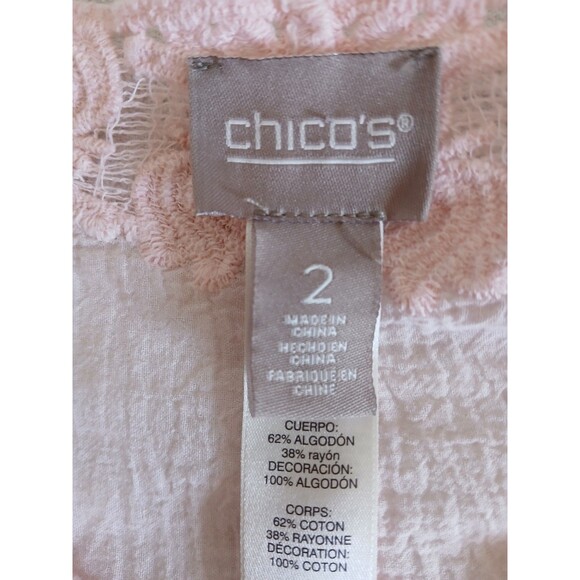 chico's®
2
MADE IN
CHINA
HECHO EN
CHINA
FABRIQUÉ EN
CHINE
CUERPO:
62% ALGODÓN
38% rayón
DECORACIÓN:
100% ALGODÓN
CORPS:
62% COTON
38% RAYONNE
DÉCORATION:
100% COTON